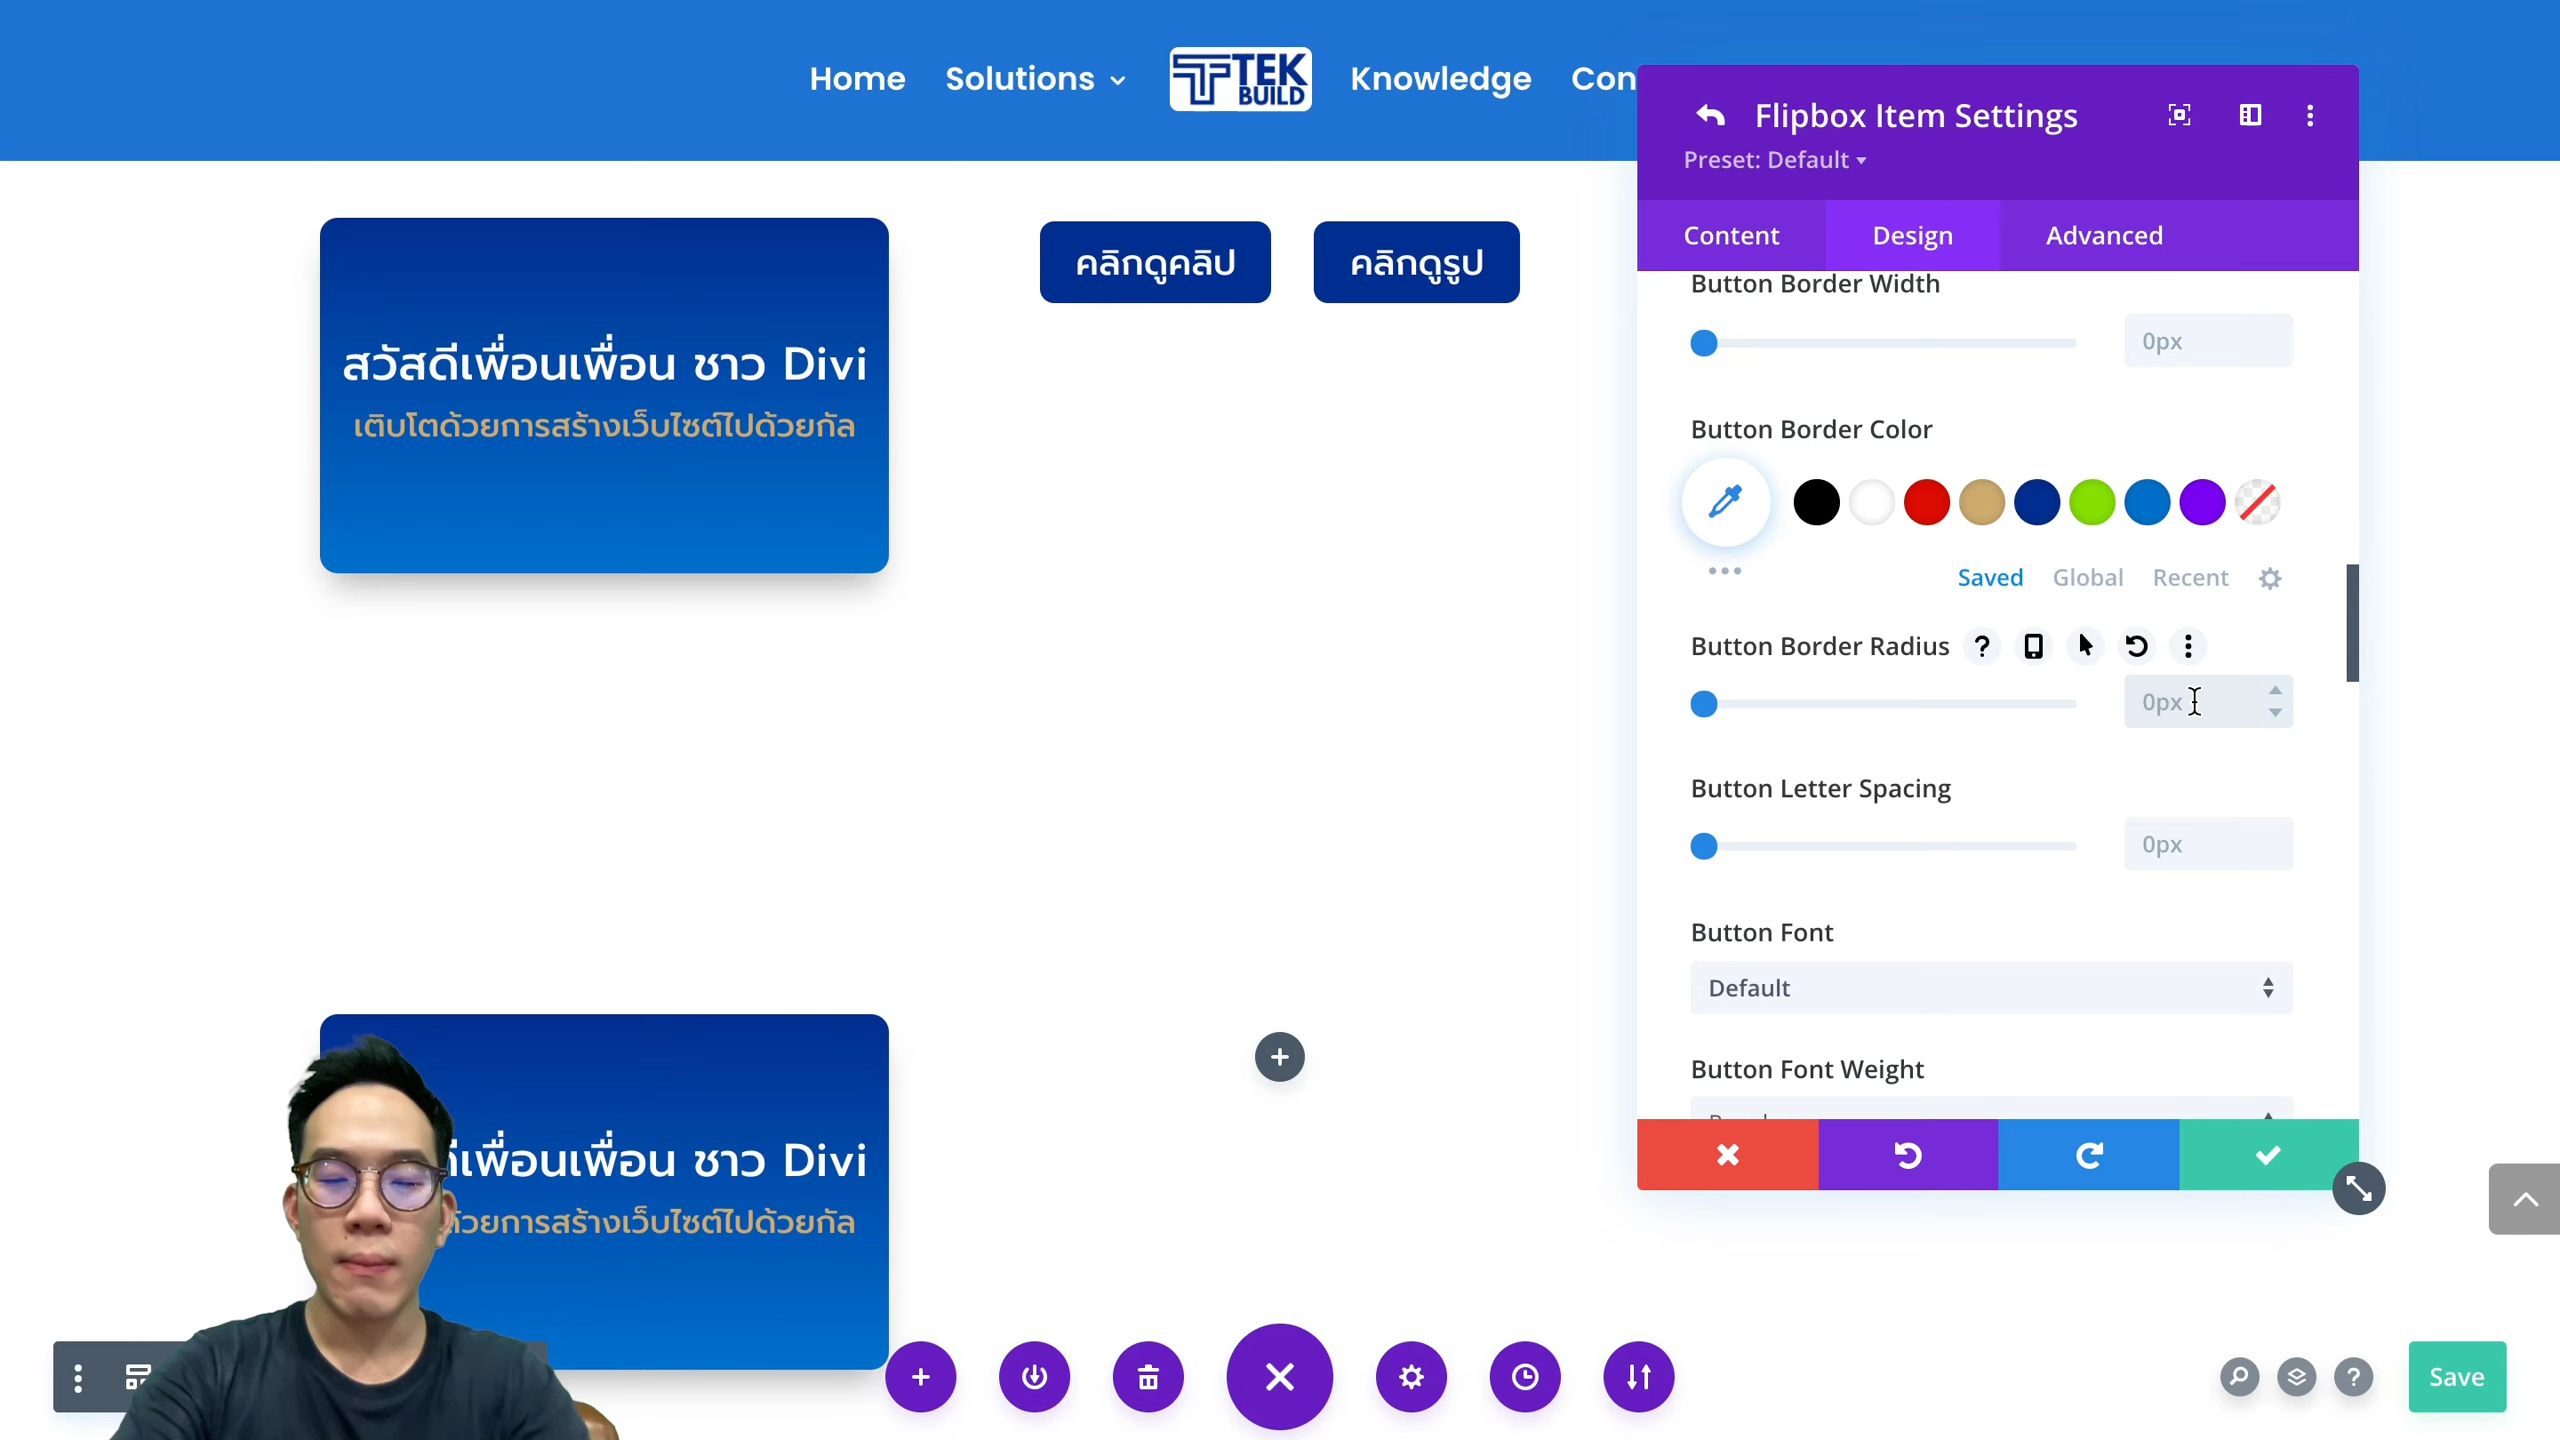 Home
Solutions
TEK
BUILD
Knowledge
Con
Flipbox Item Settings
Preset: Default
Content
Design
Advanced
สวัสดีเพื่อนเพื่อน ชาว Divi
เติบโตด้วยการสร้างเว็บไซต์ไปด้วยกัล
คลิกดูคลิป
คลิกดูรูป
Button Border Width
0px
Button Border Color
Saved
Global
Recent
Button Border Radius
0px
Button Letter Spacing
0px
Button Font
Default
Button Font Weight
เพื่อนเพื่อน ชาว Divi
ด้วยการสร้างเว็บไซต์ไปด้วยกัล
Save